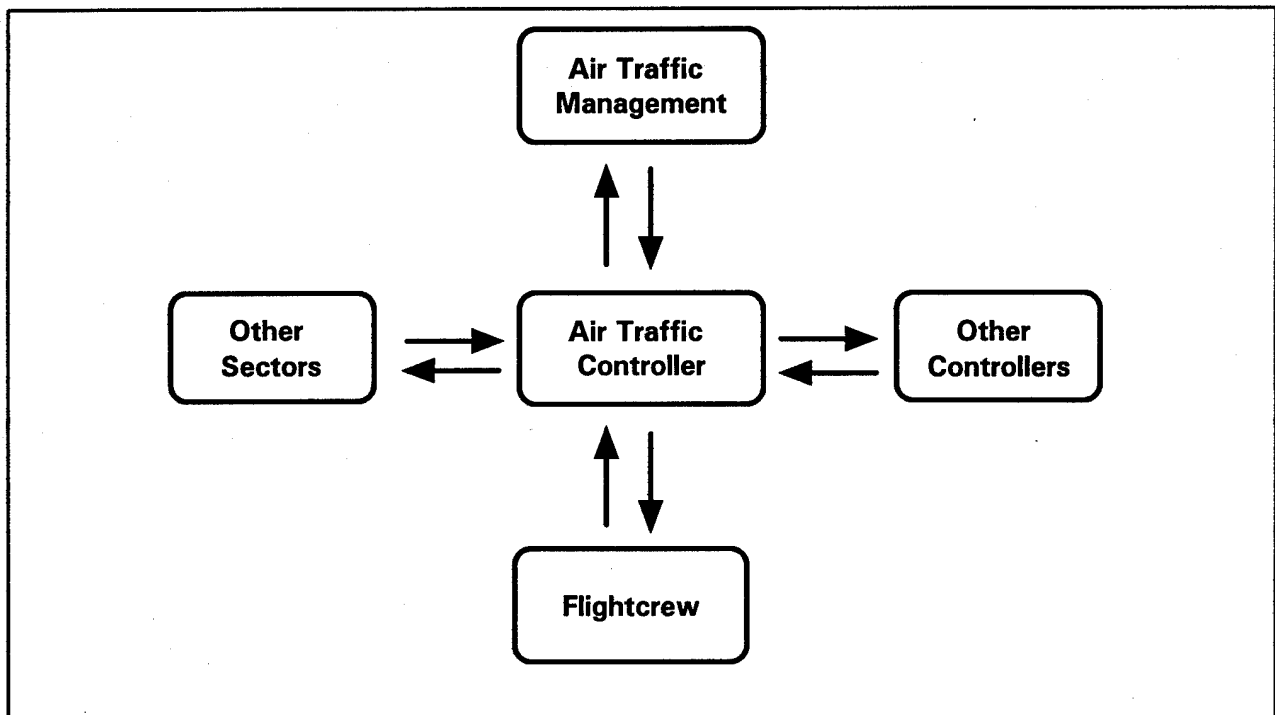 Air Traffic
Management
Other
Sectors
Air Traffic
Controller
Other
Controllers
Flightcrew